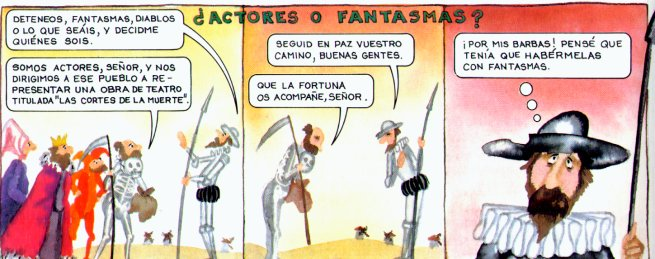 ¿ACTORES O FANTASMAS?
DETENEOS, FANTASMAS, DIABLOS
O LO QUE SEÁIS, Y DECIDME
QUIÉNES SOIS.
SOMOS ACTORES, SEÑOR, Y NOS
DIRIGIMOS A ESE PUEBLO A RE-
PRESENTAR UNA OBRA DE TEATRO
TITULADA "LAS CORTES DE LA MUERTE".
SEGUID EN PAZ VUESTRO
CAMINO, BUENAS GENTES.
QUE LA FORTUNA
OS ACOMPAÑE, SEÑOR.
¡POR MIS BARBAS! PENSÉ QUE
TENÍA QUE HABÉRMELAS
CON FANTASMAS.